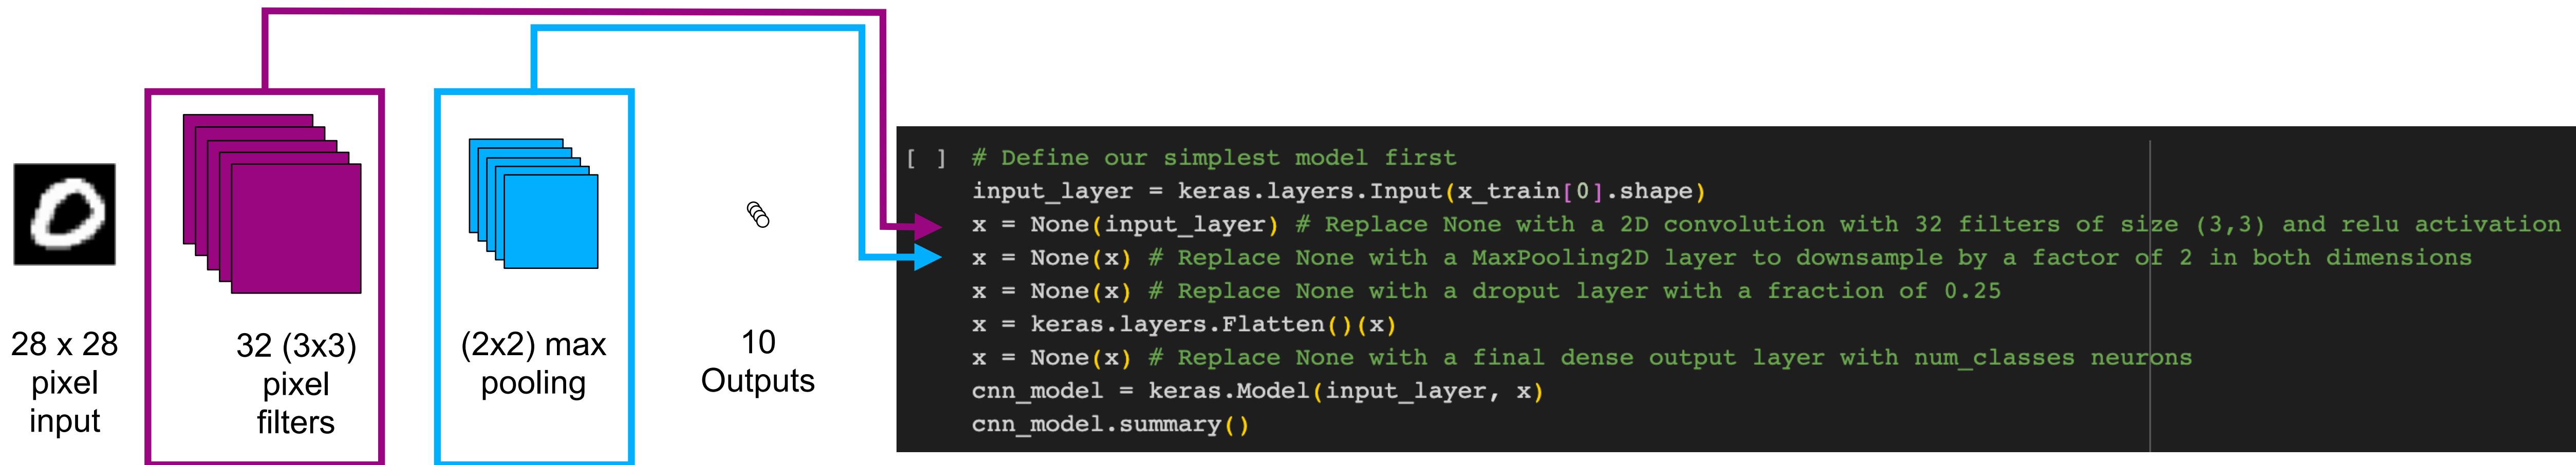 28 x 28
pixel
input
32 (3x3)
pixel
filters
(2x2) max
pooling
10
Outputs
[ ] # Define our simplest model first
input_layer = keras.layers.Input(x_train[0].shape)
x = None(input_layer) # Replace None with a 2D convolution with 32 filters of size (3,3) and relu activation
x = None(x) # Replace None with a MaxPooling2D layer to downsample by a factor of 2 in both dimensions
x = None(x) # Replace None with a droput layer with a fraction of 0.25
x = keras.layers.Flatten()(x)
x = None(x) # Replace None with a final dense output layer with num_classes neurons
cnn_model = keras.Model(input_layer, x)
cnn_model.summary()